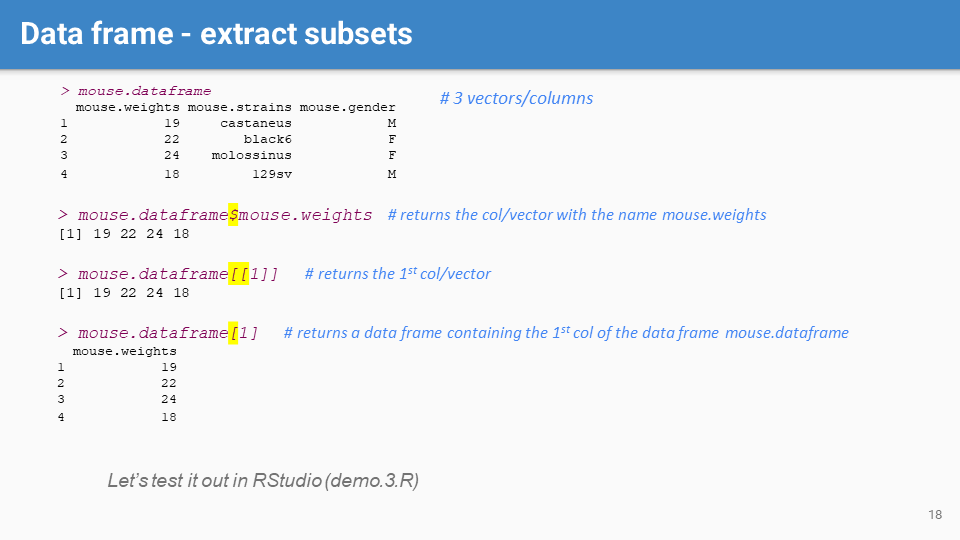 Data frame - extract subsets
> mouse.dataframe
# 3 vectors/columns
mouse.weights mouse.strains mouse.gender
1 19 castaneus M
2 22 black6 F
3 24 molossinus F
4 18 129sv M
> mouse.dataframe$mouse.weights # returns the col/vector with the name mouse.weights
[1] 19 22 24 18
> mouse.dataframe[[1]] # returns the 1st col/vector
[1] 19 22 24 18
> mouse.dataframe[1] # returns a data frame containing the 1st col of the data frame mouse.dataframe
mouse.weights
1 19
2 22
3 24
4 18
Let's test it out in RStudio (demo.3.R)
18